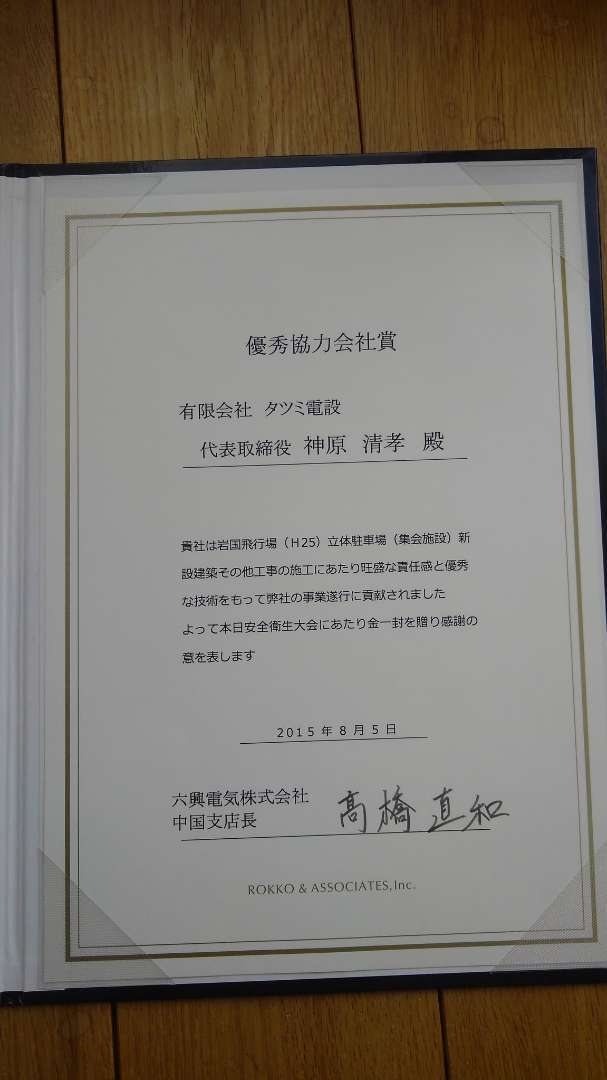 優秀協力会社賞
有限会社 タツミ電設
代表取締役 神原 清孝 殿
貴社は岩国飛行場（H25）立体駐車場（集会施設）新
設建築その他工事の施工にあたり旺盛な責任感と優秀
な技術をもって弊社の事業遂行に貢献されました
よって本日安全衛生大会にあたり金一封を贈り感謝の
意を表します
2015年8月5日
六興電気株式会社
中国支店長 高橋直和
ROKKO & ASSOCIATES, Inc.